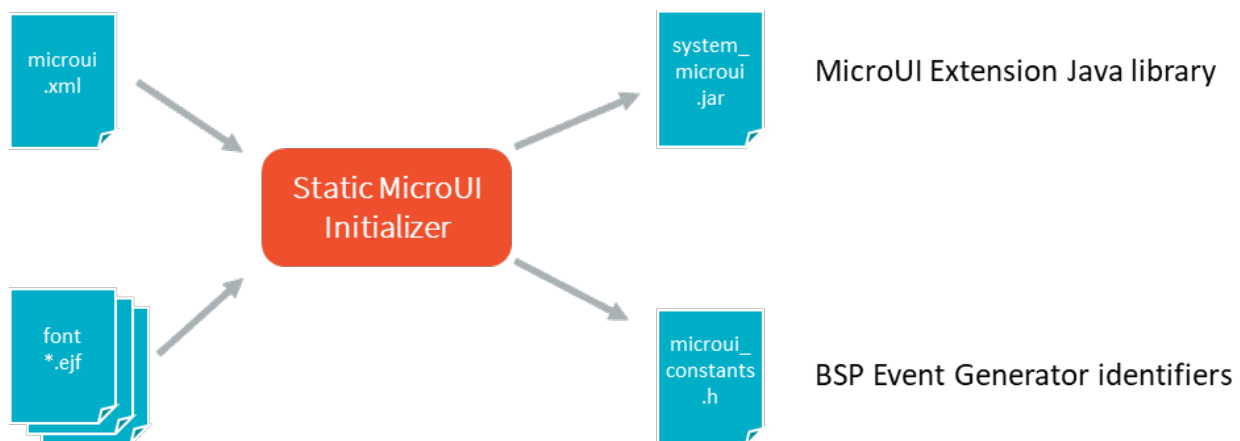 microui
.xml
system_
microui
.jar
MicroUI Extension Java library
Static MicroUI
Initializer
font
*.ejf
microui_
constants
.h
BSP Event Generator identifiers